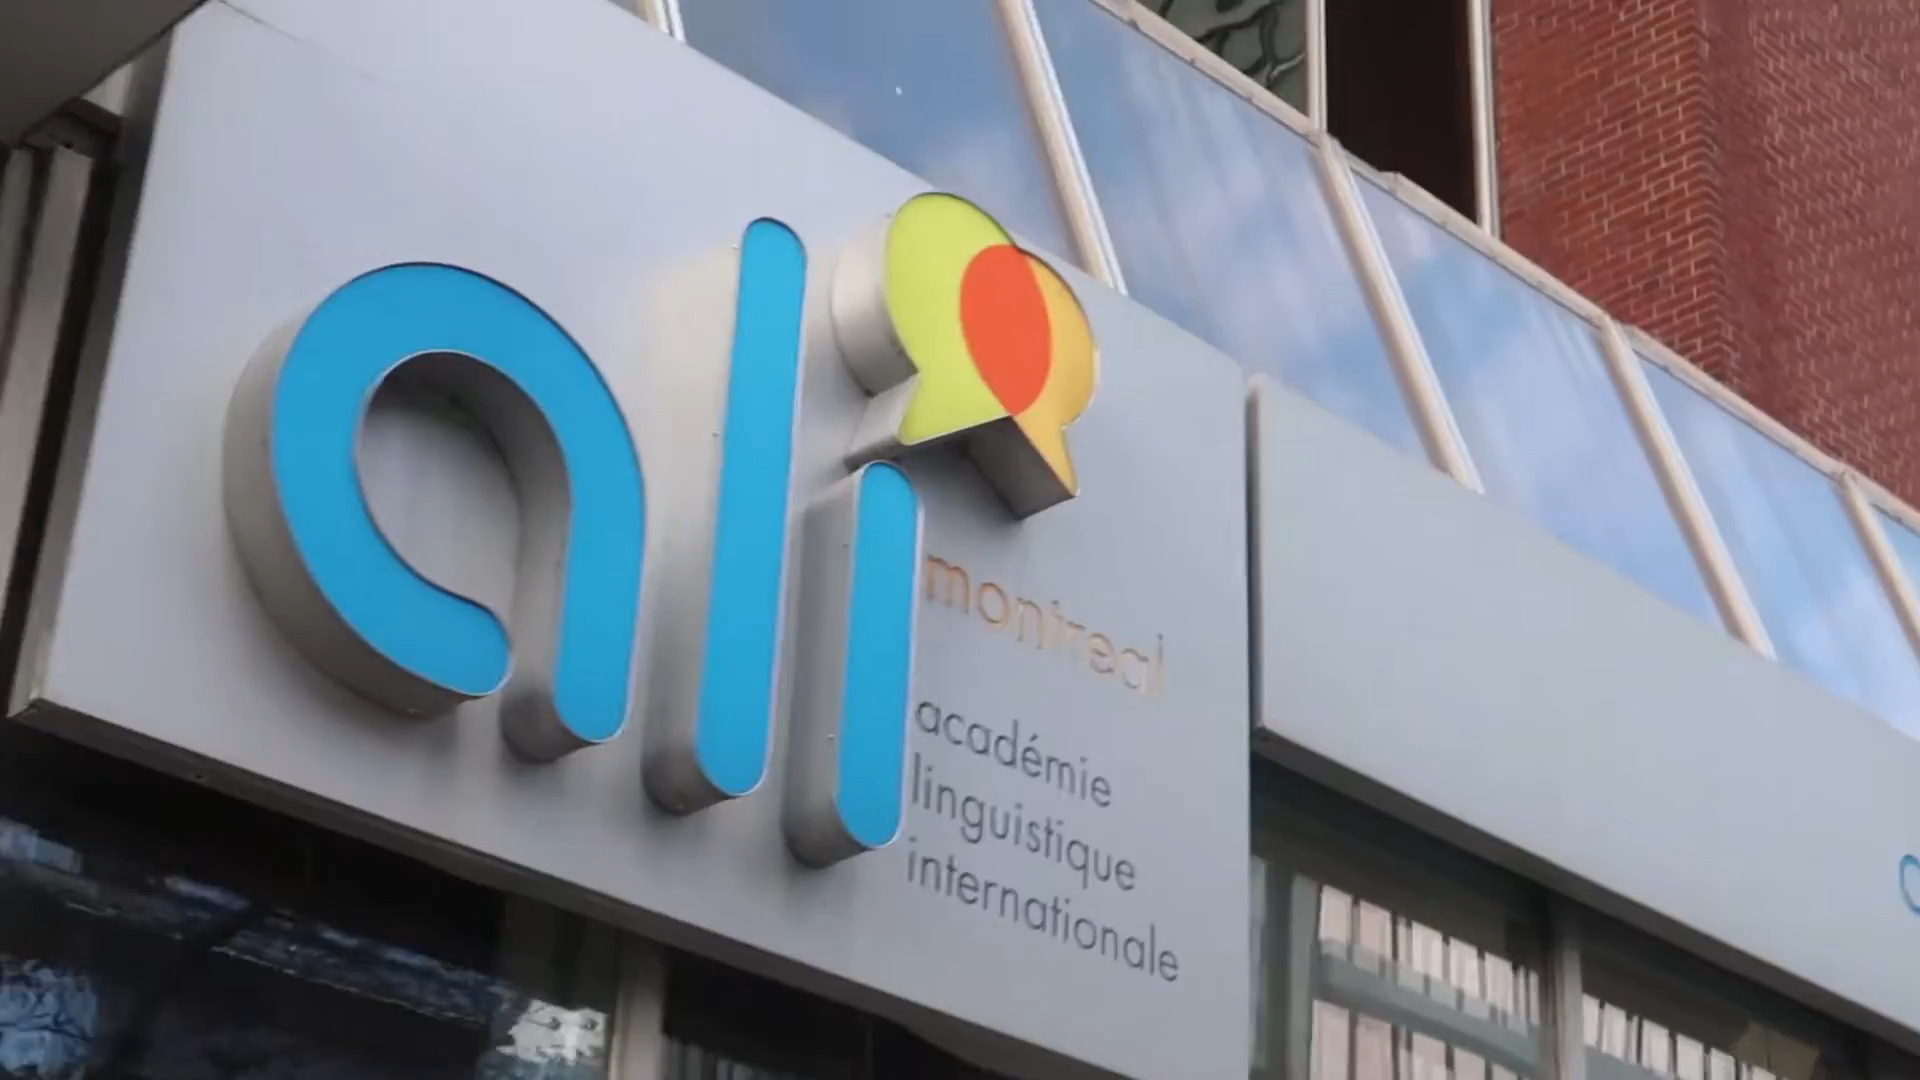 ali
montreal
académie
linguistique
internationale